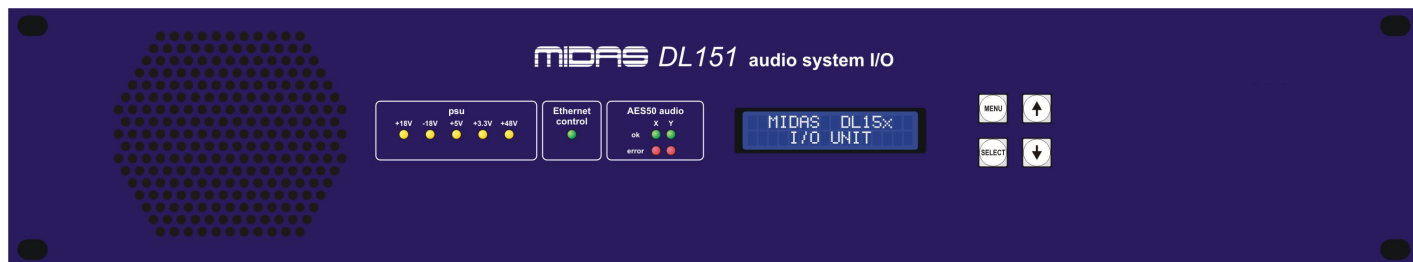 MIDAS DL151 audio system I/O
psu
+18V -18V +5V +3.3V +48V
Ethernet
control
AES50 audio
X Y
ok
error
MIDAS DL15x
I/O UNIT
MENU
SELECT